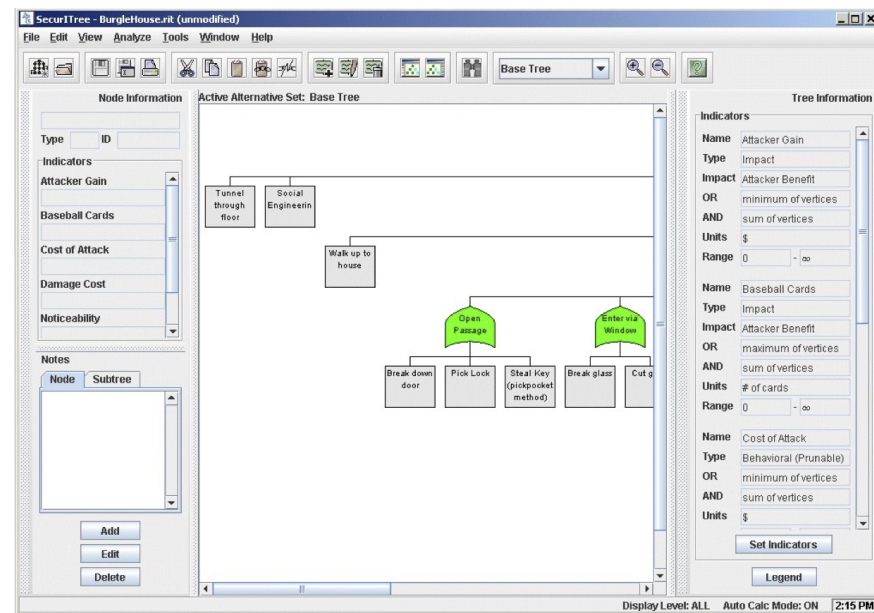 SecurITree - BurgleHouse.rit (unmodified)
File Edit View Analyze Tools Window Help
Base Tree
Node Information
Type ID
Indicators
Attacker Gain
Baseball Cards
Cost of Attack
Damage Cost
Noticeability
Notes
Node Subtree
Add
Edit
Delete
Active Alternative Set: Base Tree
Tunnel
through
floor
Social
Engineerin
Walk up to
house
Open
Passage
Enter via
Window
Break down
door
Pick Lock
Steal Key
(pickpocket
method)
Break glass
Cut g
Tree Information
Indicators
Name Attacker Gain
Type Impact
Impact Attacker Benefit
OR minimum of vertices
AND sum of vertices
Units $
Range 0 - ∞
Name Baseball Cards
Type Impact
Impact Attacker Benefit
OR maximum of vertices
AND sum of vertices
Units # of cards
Range 0 - ∞
Name Cost of Attack
Type Behavioral (Prunable)
OR minimum of vertices
AND sum of vertices
Units $
Set Indicators
Legend
Display Level: ALL Auto Calc Mode: ON 2:15 PM